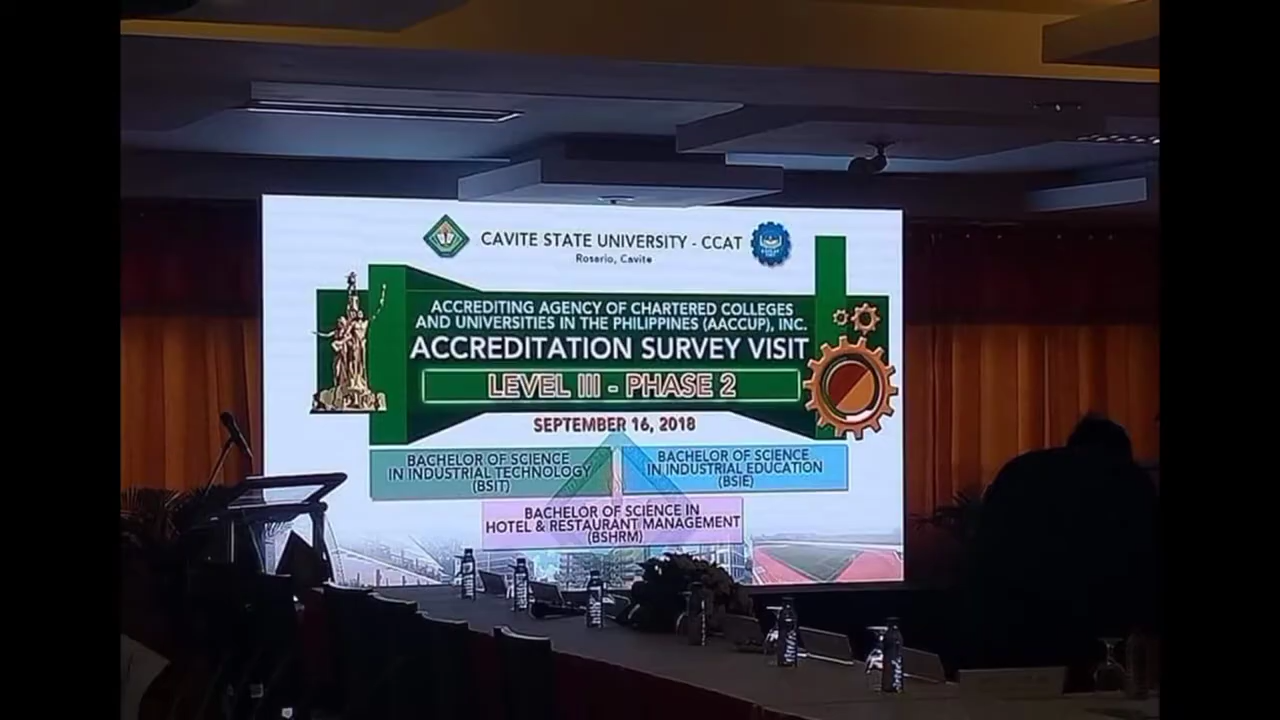 CAVITE STATE UNIVERSITY - CCAT
Rosario, Cavite
ACCREDITING AGENCY OF CHARTERED COLLEGES
AND UNIVERSITIES IN THE PHILIPPINES (AACCUP), INC.
ACCREDITATION SURVEY VISIT
LEVEL III - PHASE 2
SEPTEMBER 16, 2018
BACHELOR OF SCIENCE
IN INDUSTRIAL TECHNOLOGY
(BSIT)
BACHELOR OF SCIENCE
IN INDUSTRIAL EDUCATION
(BSIE)
BACHELOR OF SCIENCE IN
HOTEL & RESTAURANT MANAGEMENT
(BSHRM)